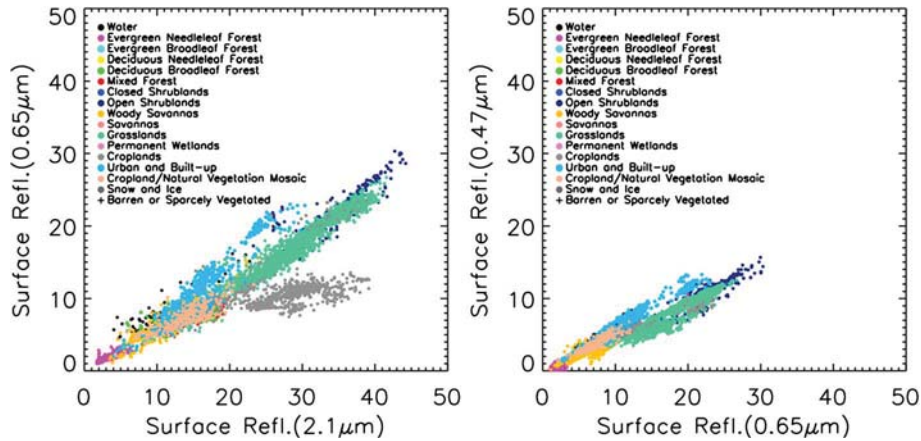 50
40
30
20
10
0
Surface Refl.(0.65μm)
Water
Evergreen Needleleaf Forest
Evergreen Broadleaf Forest
Deciduous Needleleaf Forest
Deciduous Broadleaf Forest
Mixed Forest
Closed Shrublands
Open Shrublands
Woody Savannas
Savannas
Grasslands
Permanent Wetlands
Croplands
Urban and Built-up
Cropland/Natural Vegetation Mosaic
Snow and Ice
+ Barren or Sparcely Vegetated
0 10 20 30 40 50
Surface Refl.(2.1μm)
50
40
30
20
10
0
Surface Refl.(0.47μm)
Water
Evergreen Needleleaf Forest
Evergreen Broadleaf Forest
Deciduous Needleleaf Forest
Deciduous Broadleaf Forest
Mixed Forest
Closed Shrublands
Open Shrublands
Woody Savannas
Savannas
Grasslands
Permanent Wetlands
Croplands
Urban and Built-up
Cropland/Natural Vegetation Mosaic
Snow and Ice
+ Barren or Sparcely Vegetated
0 10 20 30 40 50
Surface Refl.(0.65μm)